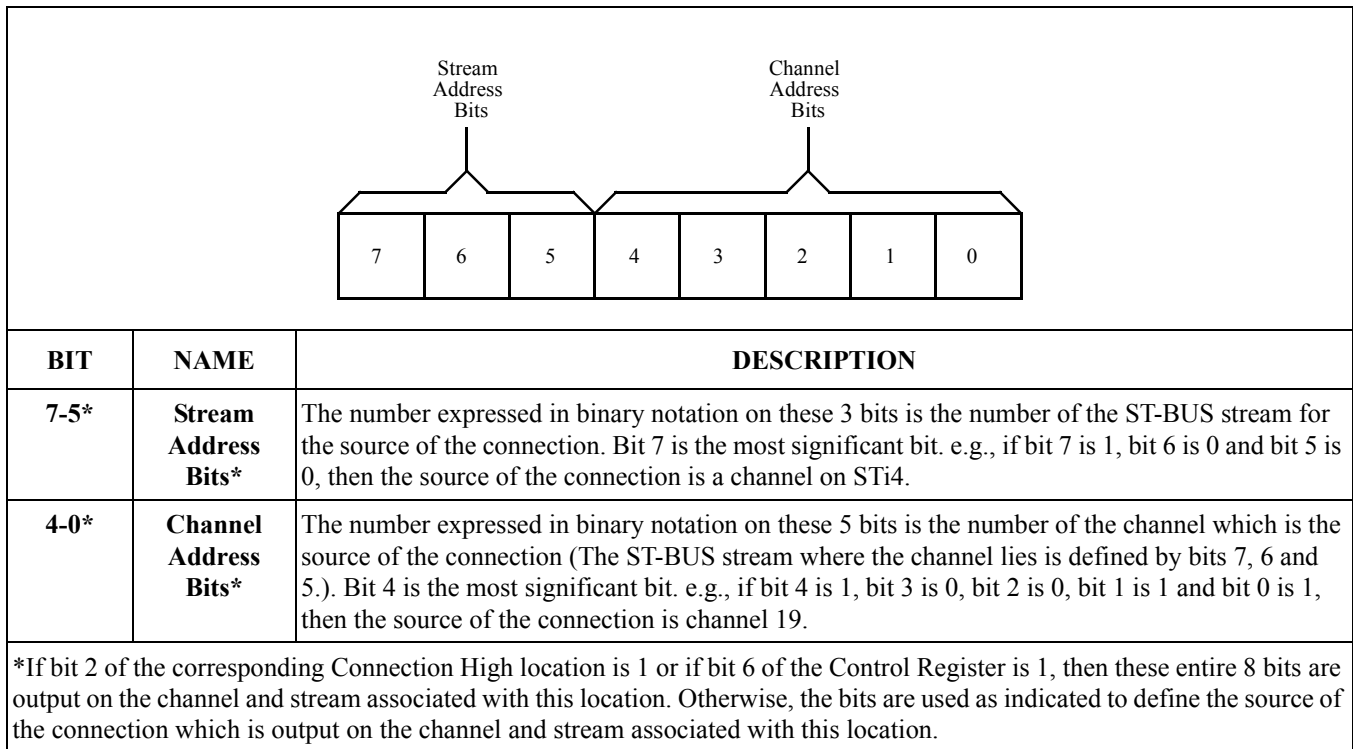 Stream
Address
Bits
Channel
Address
Bits
7 6 5 4 3 2 1 0
BIT NAME DESCRIPTION
7-5* Stream Address Bits* The number expressed in binary notation on these 3 bits is the number of the ST-BUS stream for
the source of the connection. Bit 7 is the most significant bit. e.g., if bit 7 is 1, bit 6 is 0 and bit 5 is
0, then the source of the connection is a channel on STi4.
4-0* Channel Address Bits* The number expressed in binary notation on these 5 bits is the number of the channel which is the
source of the connection (The ST-BUS stream where the channel lies is defined by bits 7, 6 and
5.). Bit 4 is the most significant bit. e.g., if bit 4 is 1, bit 3 is 0, bit 2 is 0, bit 1 is 1 and bit 0 is 1,
then the source of the connection is channel 19.
*If bit 2 of the corresponding Connection High location is 1 or if bit 6 of the Control Register is 1, then these entire 8 bits are
output on the channel and stream associated with this location. Otherwise, the bits are used as indicated to define the source of
the connection which is output on the channel and stream associated with this location.